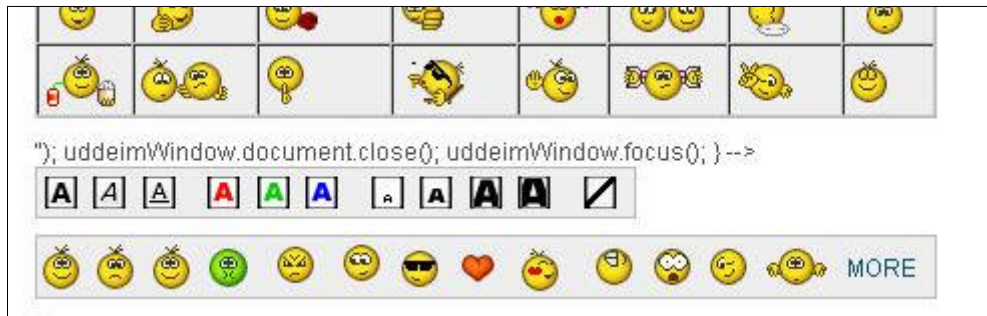 "); uddeimWindow.document.close(); uddeimWindow.focus(); } -->
A A A A A A A A A A
MORE